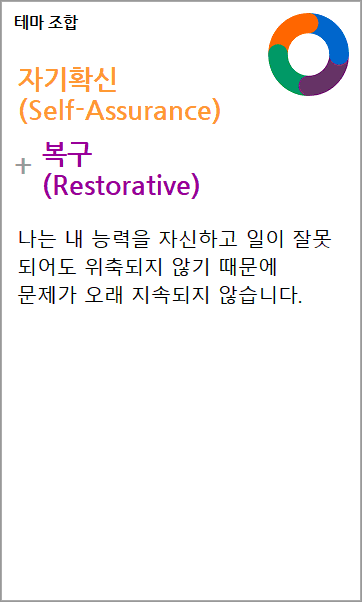 테마 조합
자기확신
(Self-Assurance)
+ 복구
(Restorative)
나는 내 능력을 자신하고 일이 잘못
되어도 위축되지 않기 때문에
문제가 오래 지속되지 않습니다.